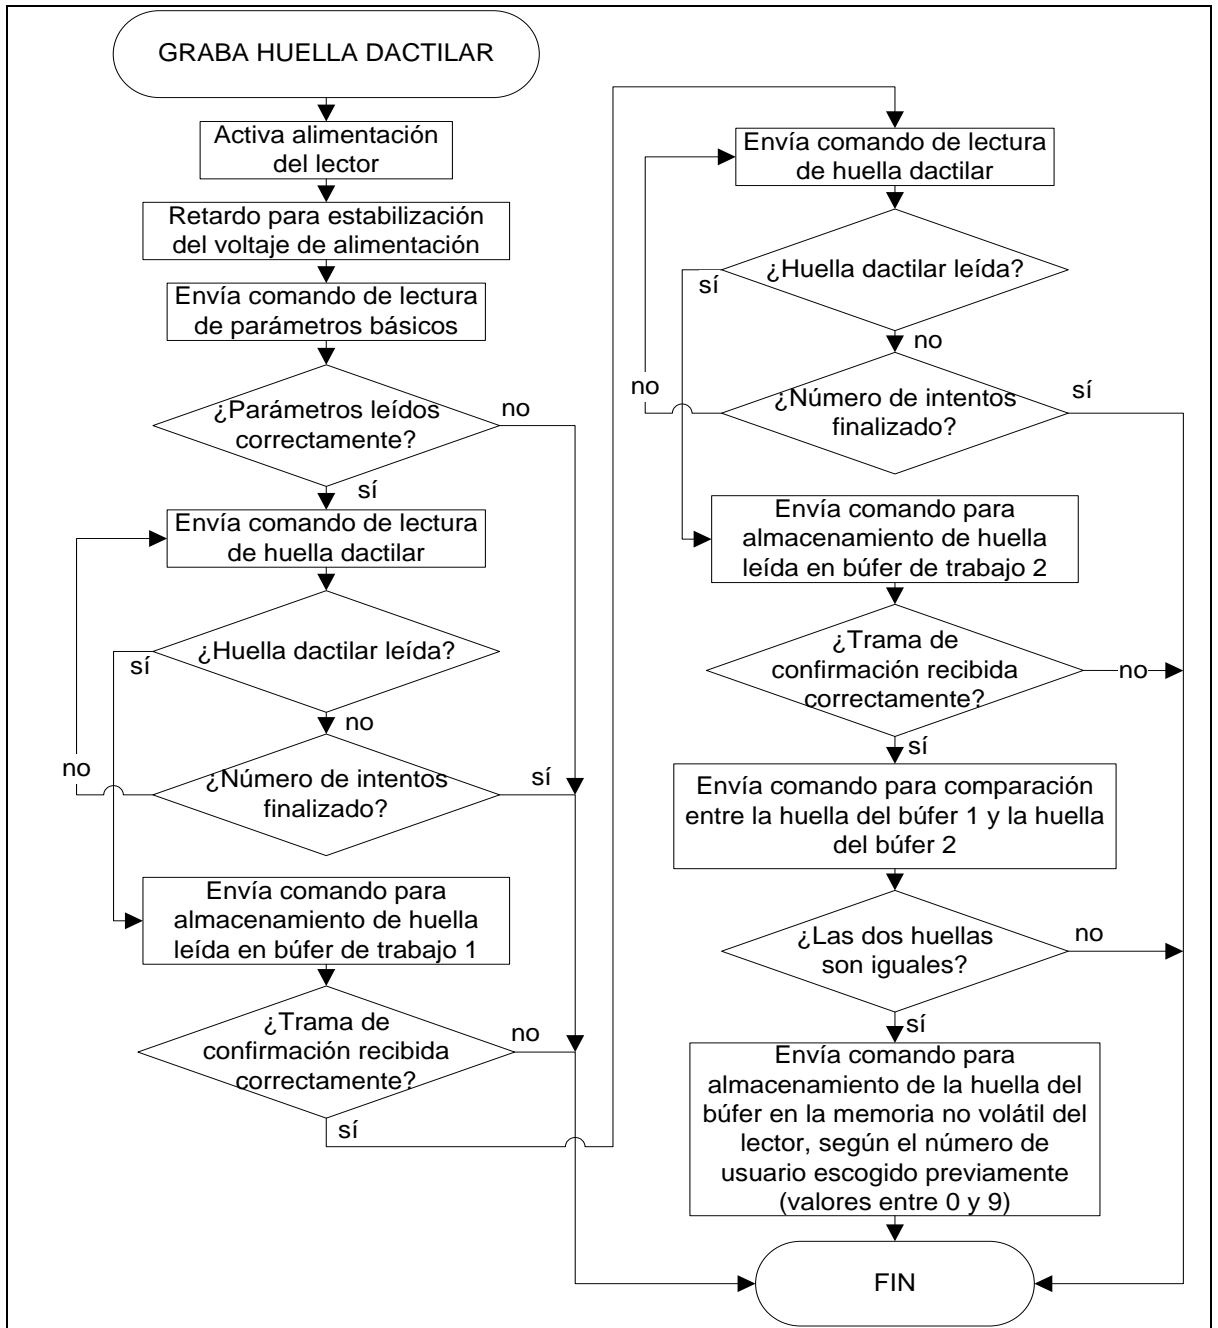 GRABA HUELLA DACTILAR
Activa alimentación
del lector
Retardo para estabilización
del voltaje de alimentación
Envía comando de lectura
de parámetros básicos
¿Parámetros leídos
correctamente?
no
sí
Envía comando de lectura
de huella dactilar
¿Huella dactilar leída?
sí
no
¿Número de intentos
finalizado?
no
sí
Envía comando para
almacenamiento de huella
leída en búfer de trabajo 1
¿Trama de
confirmación recibida
correctamente?
no
sí
Envía comando de lectura
de huella dactilar
¿Huella dactilar leída?
sí
no
¿Número de intentos
finalizado?
no
sí
Envía comando para
almacenamiento de huella
leída en búfer de trabajo 2
¿Trama de
confirmación recibida
correctamente?
no
sí
Envía comando para comparación
entre la huella del búfer 1 y la huella
del búfer 2
¿Las dos huellas
son iguales?
no
sí
Envía comando para
almacenamiento de la huella del
búfer en la memoria no volátil del
lector, según el número de
usuario escogido previamente
(valores entre 0 y 9)
FIN